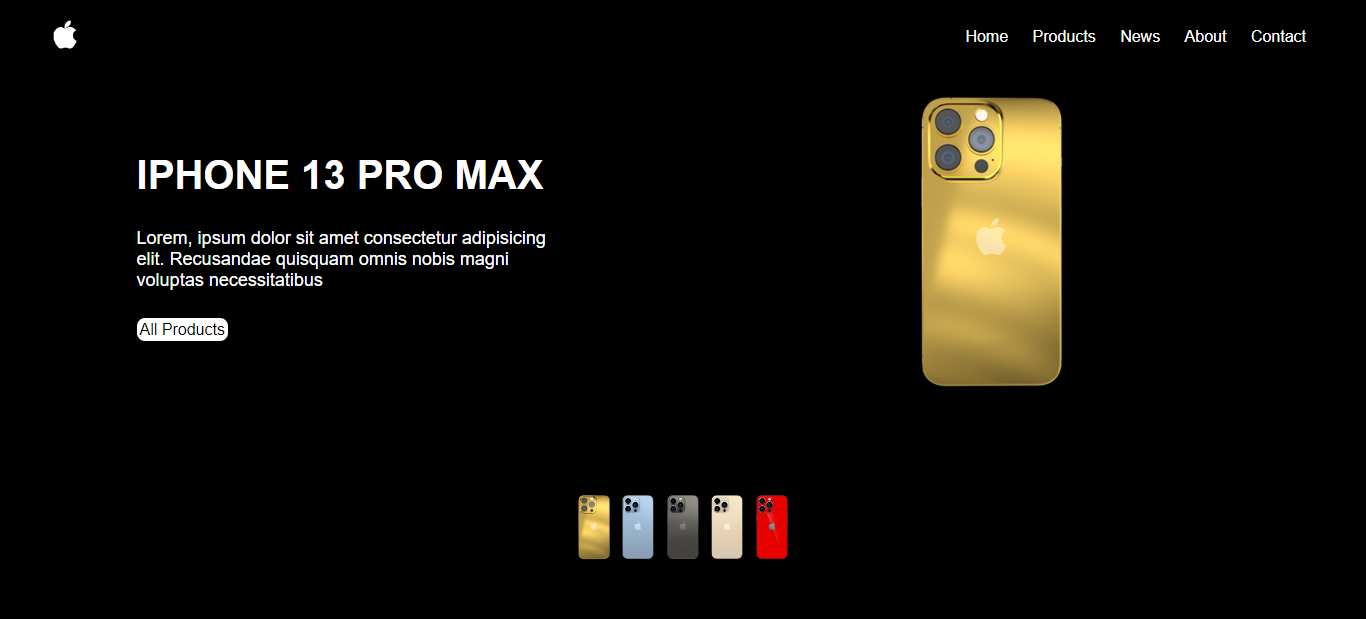 Home Products News About Contact
IPHONE 13 PRO MAX
Lorem, ipsum dolor sit amet consectetur adipisicing
elit. Recusandae quisquam omnis nobis magni
voluptas necessitatibus
All Products